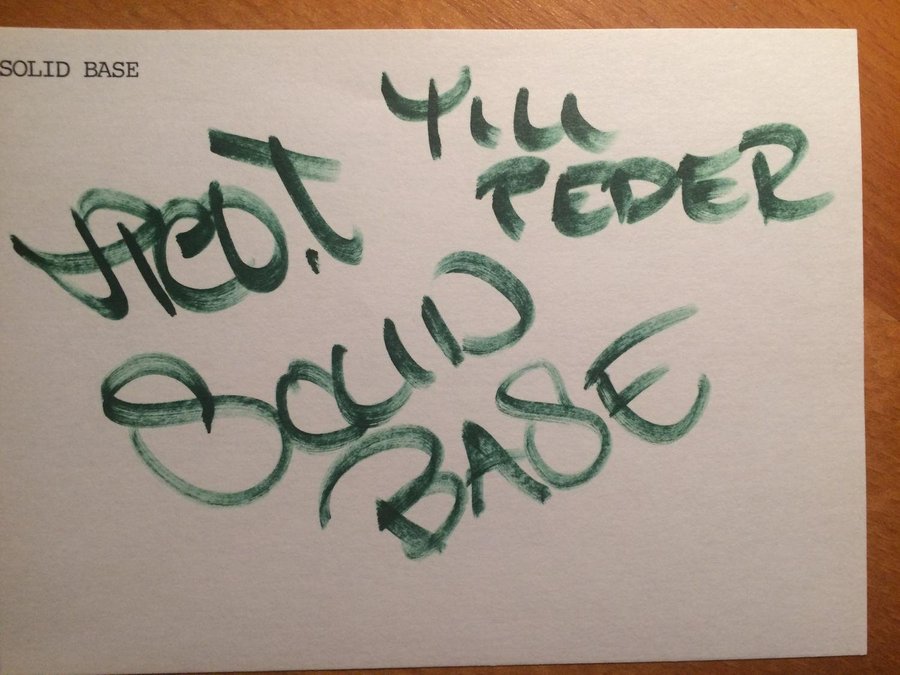 SOLID BASE
TILL
PEDER
SOLID
BASE